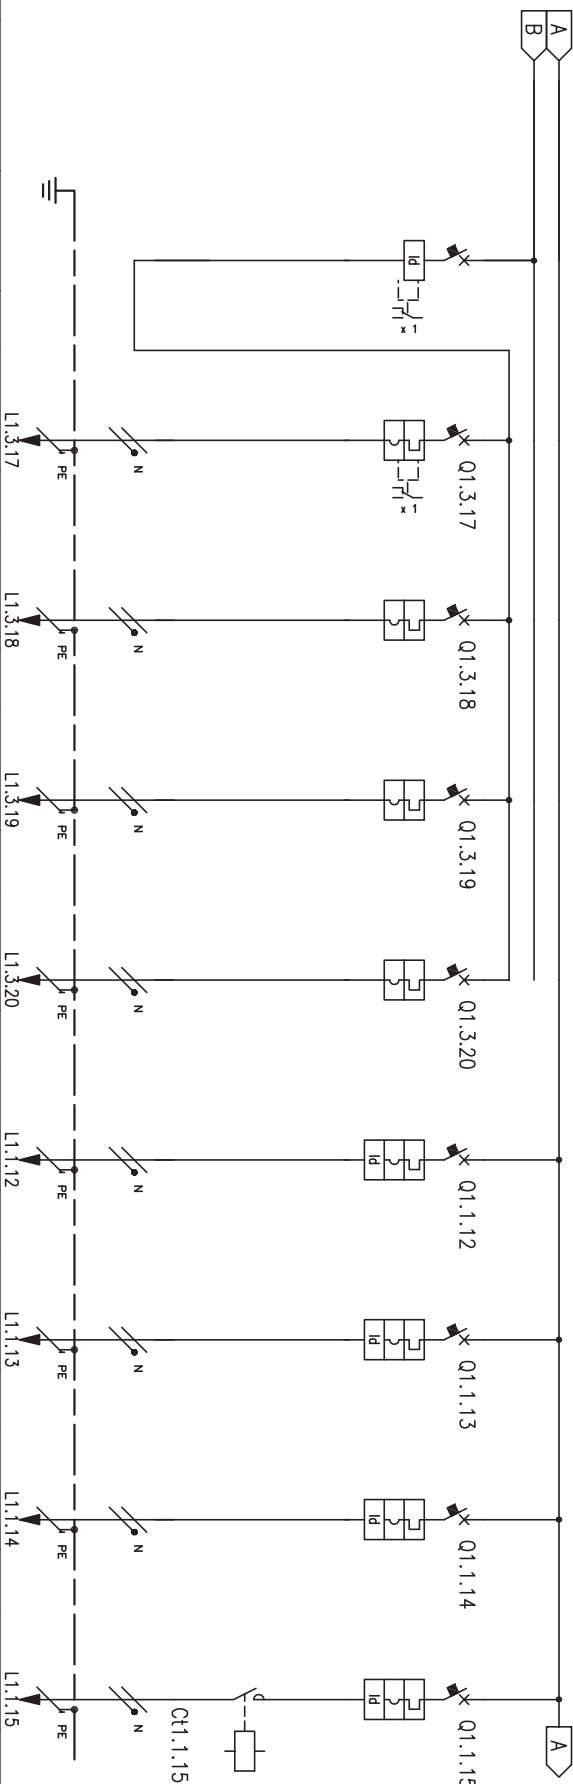 A
B
A
Id
x 1
Q1.3.17
x 1
Q1.3.18
Q1.3.19
Q1.3.20
Q1.1.12
Q1.1.13
Q1.1.14
Q1.1.15
Id
Id
Id
Id
Ct1.1.15
N
N
N
N
N
N
N
N
PE
PE
PE
PE
PE
PE
PE
PE
L1.3.17
L1.3.18
L1.3.19
L1.3.20
L1.1.12
L1.1.13
L1.1.14
L1.1.15